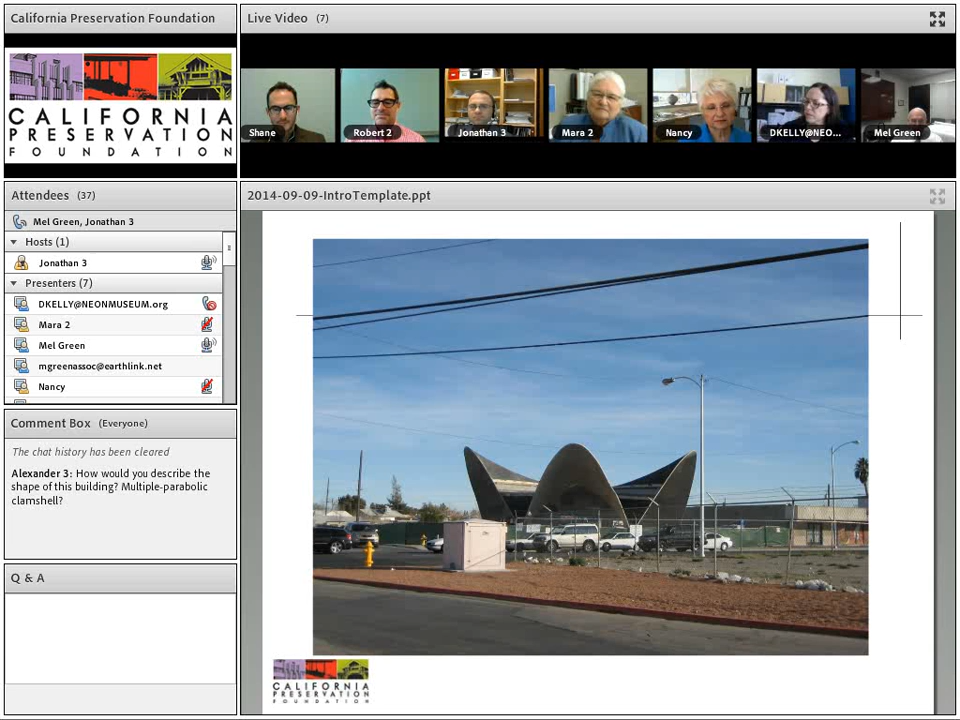 California Preservation Foundation
CALIFORNIA
PRESERVATION
FOUNDATION
Live Video (7)
Shane
Robert 2
Jonathan 3
Mara 2
Nancy
DKELLY@NEO...
Mel Green
Attendees (37)
Mel Green, Jonathan 3
Hosts (1)
Jonathan 3
Presenters (7)
DKELLY@NEONMUSEUM.org
Mara 2
Mel Green
mgreenassoc@earthlink.net
Nancy
Comment Box (Everyone)
The chat history has been cleared
Alexander 3: How would you describe the
shape of this building? Multiple-parabolic
clamshell?
Q & A
2014-09-09-IntroTemplate.ppt
CALIFORNIA
PRESERVATION
FOUNDATION